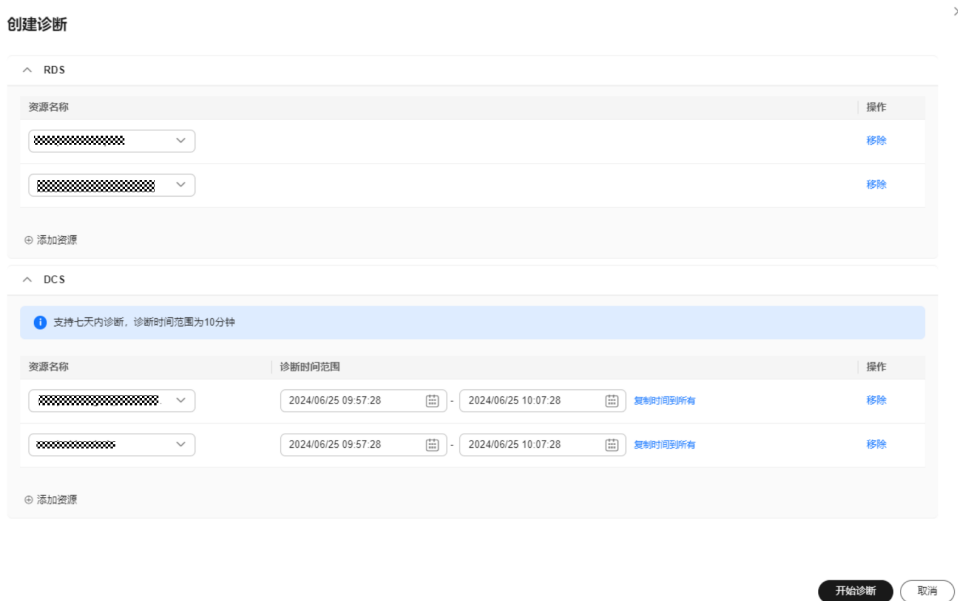 创建诊断
RDS
资源名称 操作
移除
移除
添加资源
DCS
支持七天内诊断，诊断时间范围为10分钟
资源名称 诊断时间范围 操作
2024/06/25 09:57:28 - 2024/06/25 10:07:28 复制时间到所有 移除
2024/06/25 09:57:28 - 2024/06/25 10:07:28 复制时间到所有 移除
添加资源
开始诊断 取消